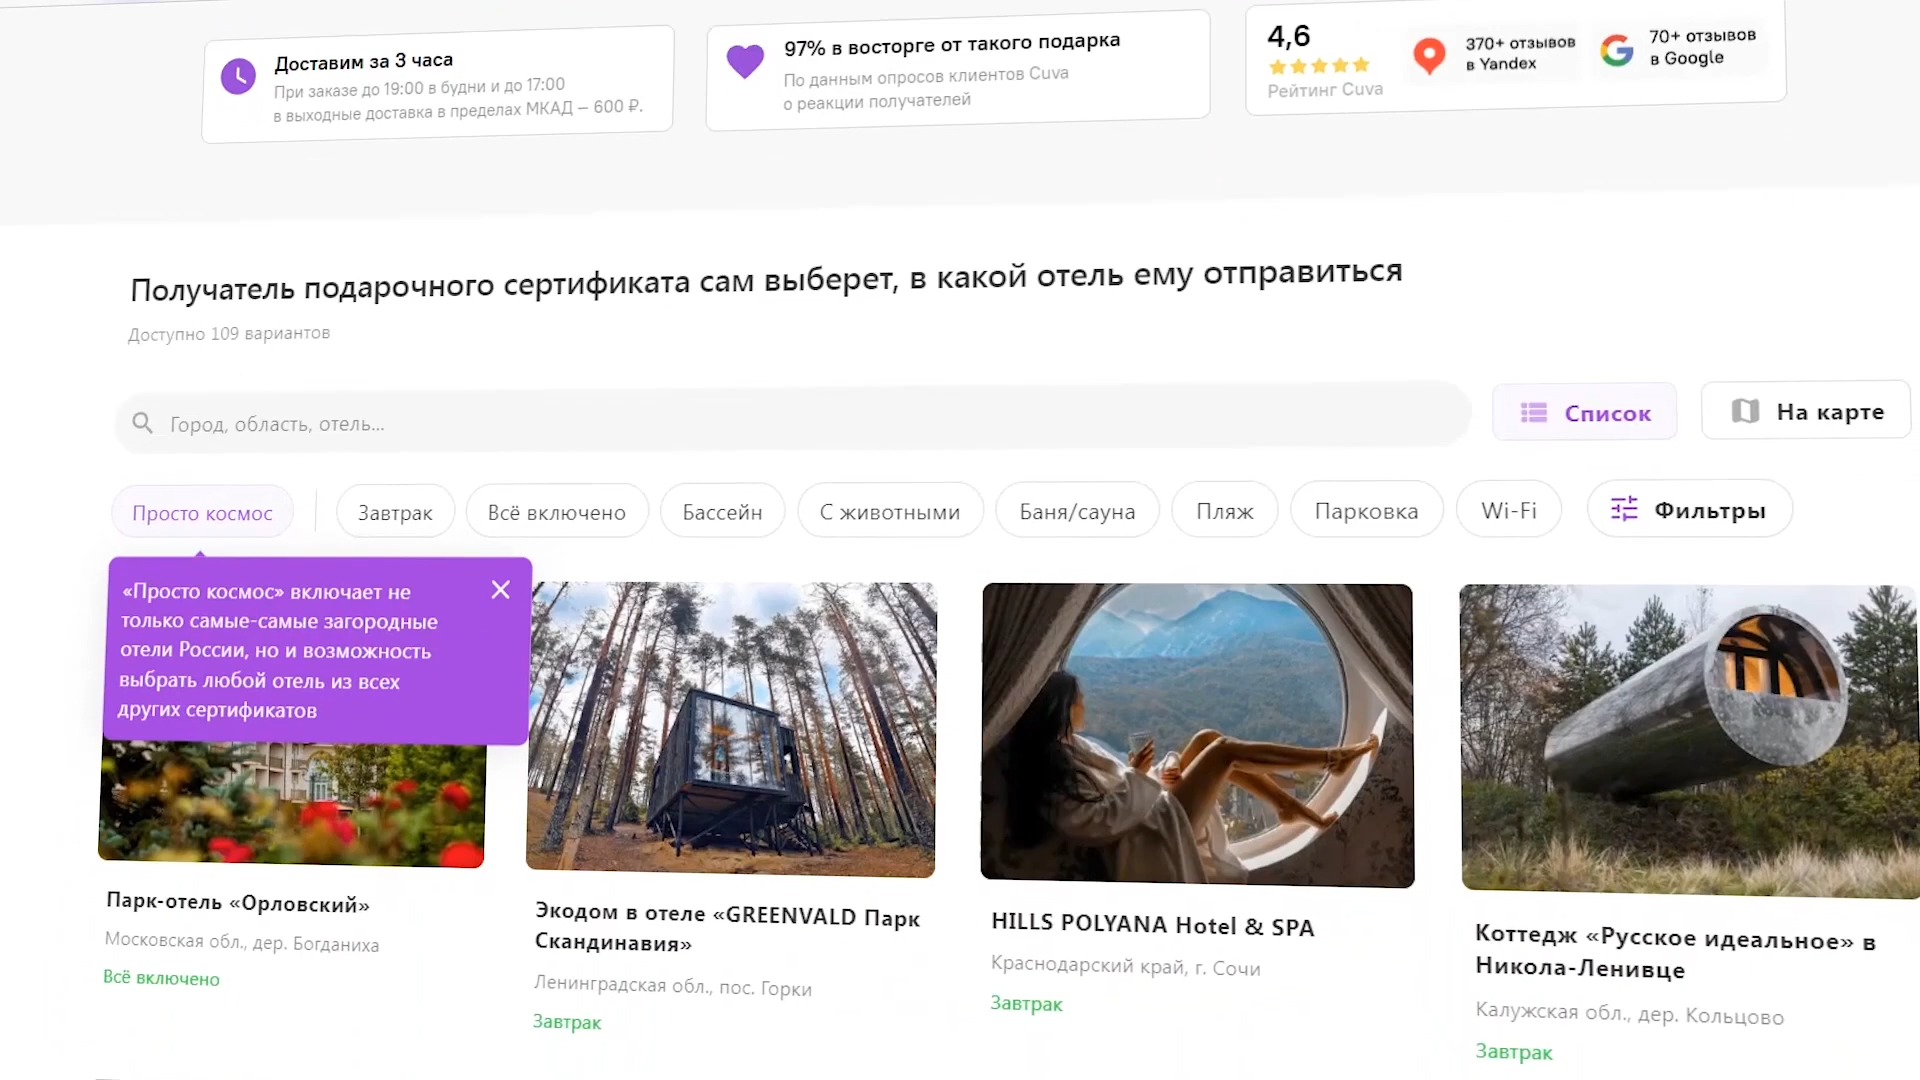 Доставим за 3 часа
При заказе до 19:00 в будни и до 17:00
в выходные доставка в пределах МКАД — 600 ₽.
97% в восторге от такого подарка
По данным опросов клиентов Cuva
о реакции получателей
4,6
Рейтинг Cuva
370+ отзывов
в Yandex
70+ отзывов
в Google
Получатель подарочного сертификата сам выберет, в какой отель ему отправиться
Доступно 109 вариантов
Город, область, отель...
Список
На карте
Просто космос
Завтрак
Всё включено
Бассейн
С животными
Баня/сауна
Пляж
Парковка
Wi-Fi
Фильтры
«Просто космос» включает не
только самые-самые загородные
отели России, но и возможность
выбрать любой отель из всех
других сертификатов
Парк-отель «Орловский»
Московская обл., дер. Богданиха
Всё включено
Экодом в отеле «GREENVALD Парк
Скандинавия»
Ленинградская обл., пос. Горки
Завтрак
HILLS POLYANA Hotel & SPA
Краснодарский край, г. Сочи
Завтрак
Коттедж «Русское идеальное» в
Никола-Ленивце
Калужская обл., дер. Кольцово
Завтрак